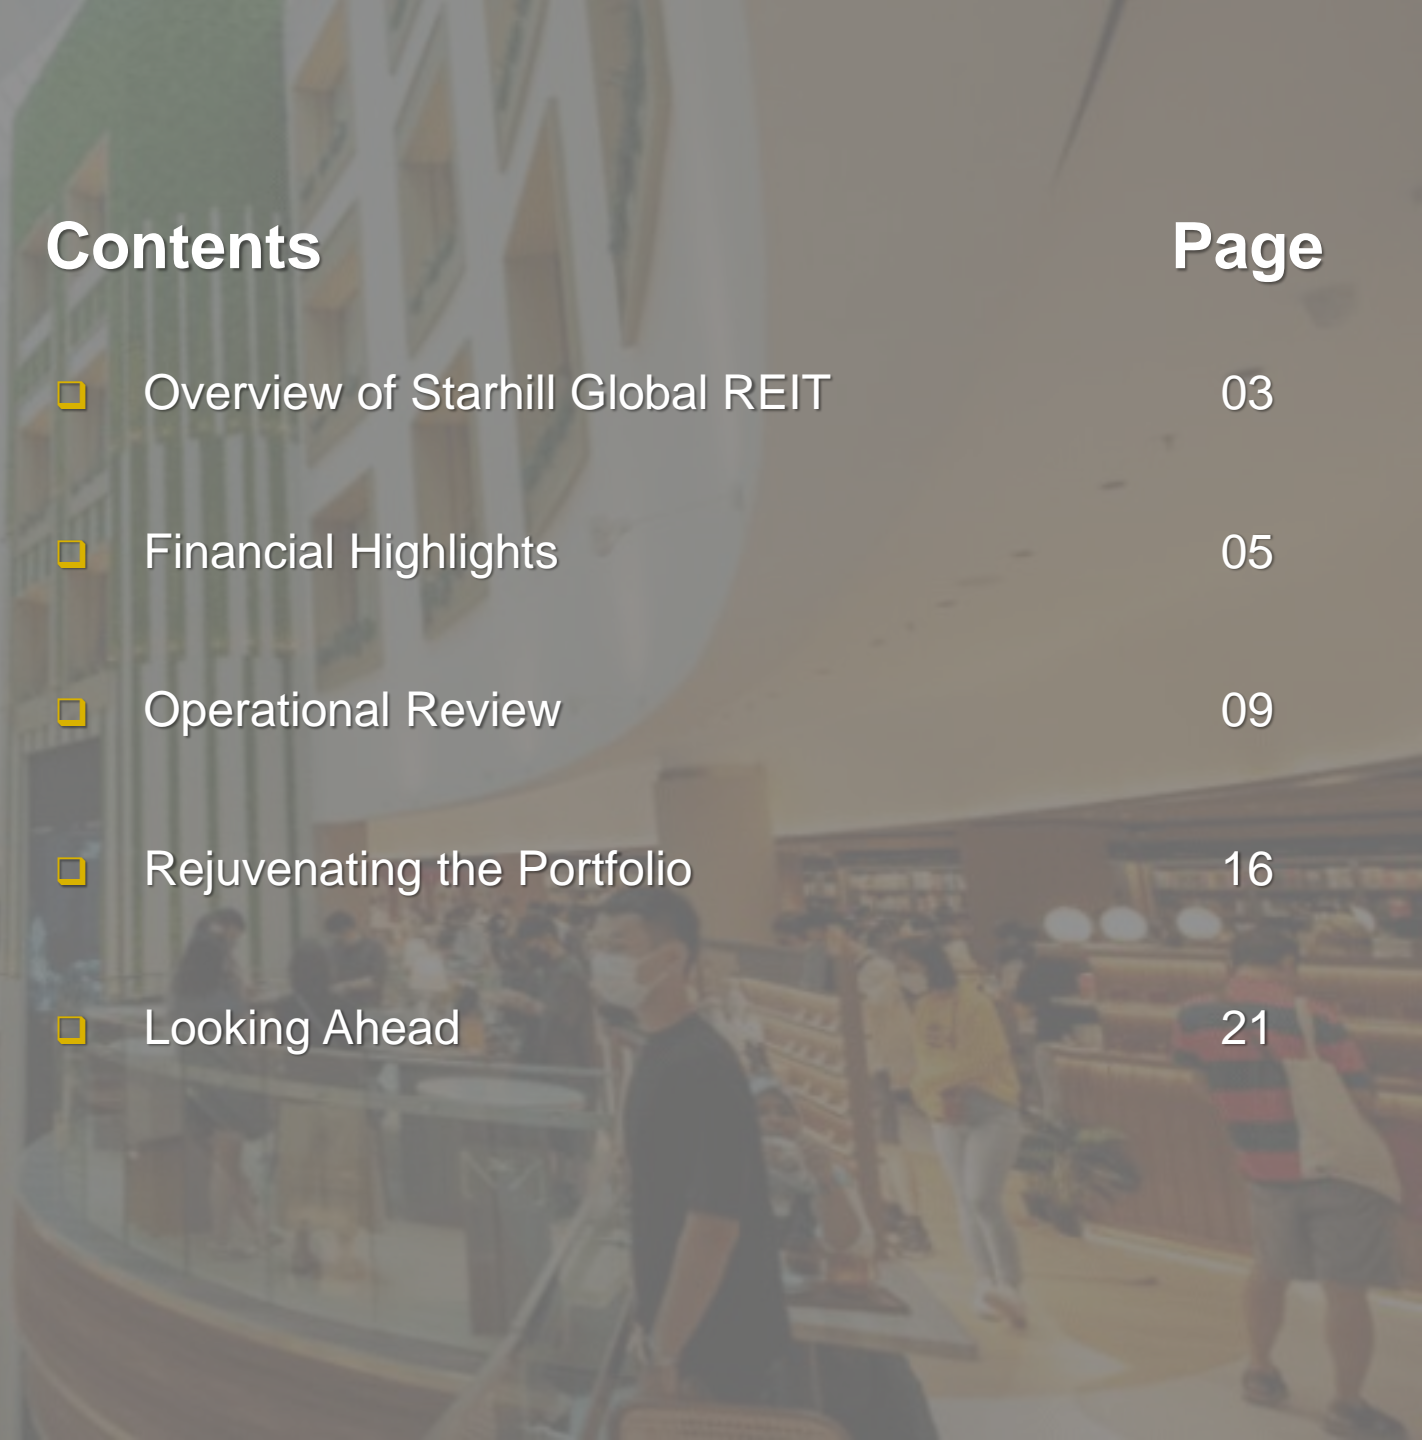 Contents Page
❑ Overview of Starhill Global REIT 03
❑ Financial Highlights 05
❑ Operational Review 09
❑ Rejuvenating the Portfolio 16
❑ Looking Ahead 21